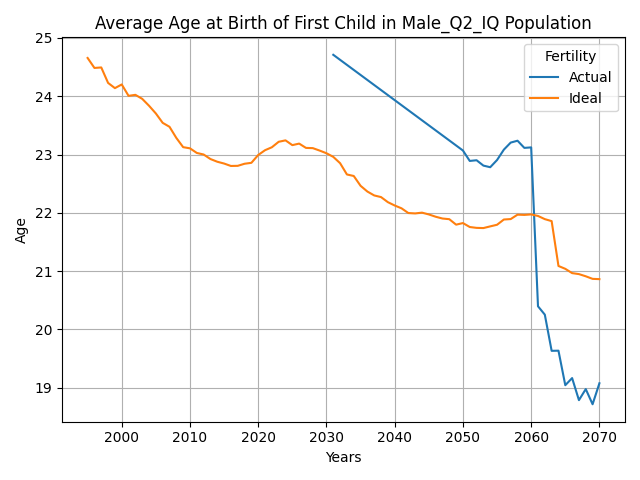 Average Age at Birth of First Child in Male_Q2_IQ Population
Fertility
Actual
Ideal
Age
25
24
23
22
21
20
19
2000
2010
2020
2030
2040
2050
2060
2070
Years